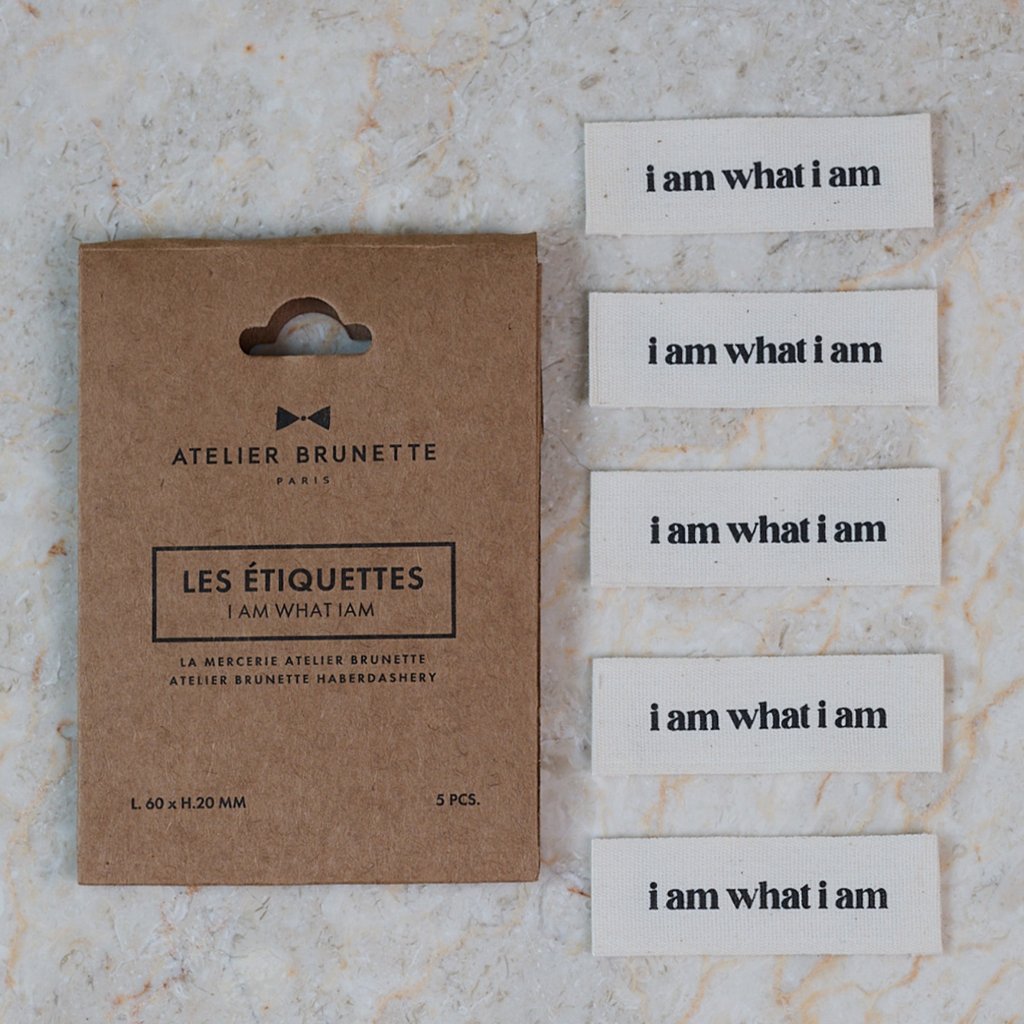 ATELIER BRUNETTE
PARIS
LES ÉTIQUETTES
I AM WHAT IAM
LA MERCERIE ATELIER BRUNETTE
ATELIER BRUNETTE HABERDASHERY
L. 60 x H.20 MM
5 PCS.
i am what i am
i am what i am
i am what i am
i am what i am
i am what i am